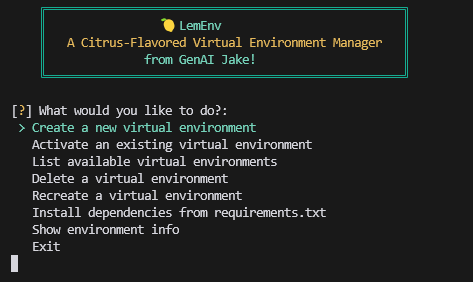 🍋 LemEnv
A Citrus-Flavored Virtual Environment Manager
from GenAI Jake!
[?] What would you like to do?:
> Create a new virtual environment
Activate an existing virtual environment
List available virtual environments
Delete a virtual environment
Recreate a virtual environment
Install dependencies from requirements.txt
Show environment info
Exit